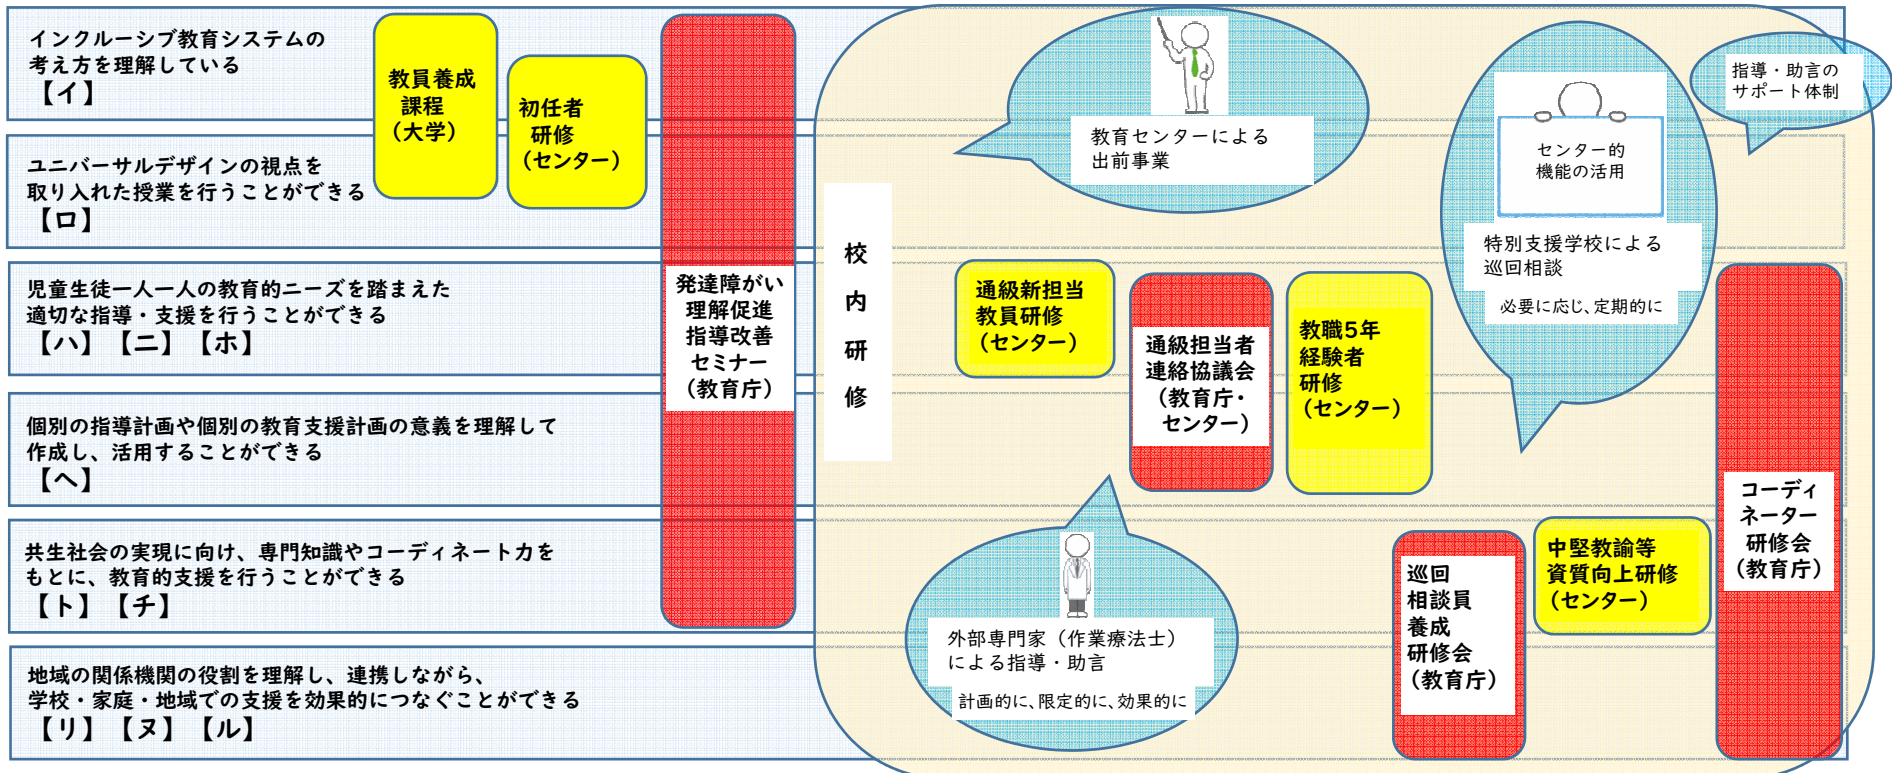 インクルーシブ教育システムの
考え方を理解している
【イ】
ユニバーサルデザインの視点を
取り入れた授業を行うことができる
【ロ】
児童生徒一人一人の教育的ニーズを踏まえた
適切な指導・支援を行うことができる
【ハ】【ニ】【ホ】
個別の指導計画や個別の教育支援計画の意義を理解して
作成し、活用することができる
【ヘ】
共生社会の実現に向け、専門知識やコーディネート力を
もとに、教育的支援を行うことができる
【ト】【チ】
地域の関係機関の役割を理解し、連携しながら、
学校・家庭・地域での支援を効果的につなぐことができる
【リ】【ヌ】【ル】
教員養成
課程
（大学）
初任者
研修
（センター）
発達障がい
理解促進
指導改善
セミナー
（教育庁）
校
内
研
修
教育センターによる
出前事業
通級新担当
教員研修
（センター）
通級担当者
連絡協議会
（教育庁・
センター）
教職5年
経験者
研修
（センター）
センター的
機能の活用
特別支援学校による
巡回相談
必要に応じ、定期的に
指導・助言の
サポート体制
外部専門家（作業療法士）
による指導・助言
計画的に、限定的に、効果的に
巡回
相談員
養成
研修会
（教育庁）
中堅教諭等
資質向上研修
（センター）
コーディ
ネーター
研修会
（教育庁）